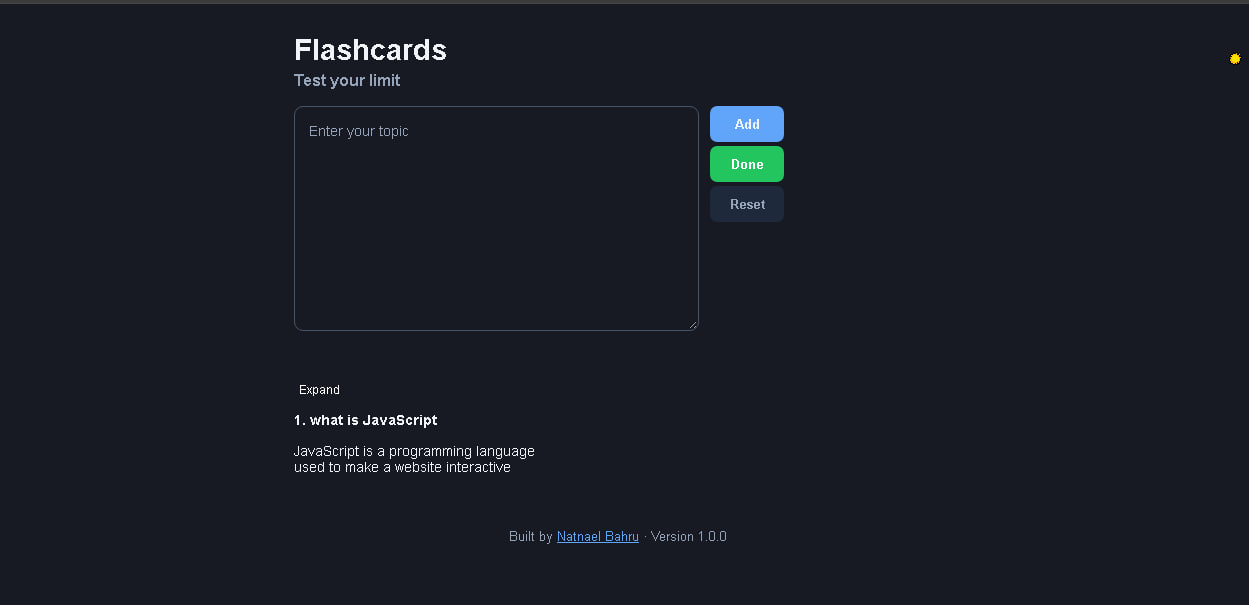 Flashcards
Test your limit
Enter your topic
Add
Done
Reset
Expand
1. what is JavaScript
JavaScript is a programming language
used to make a website interactive
Built by Natnael Bahru · Version 1.0.0